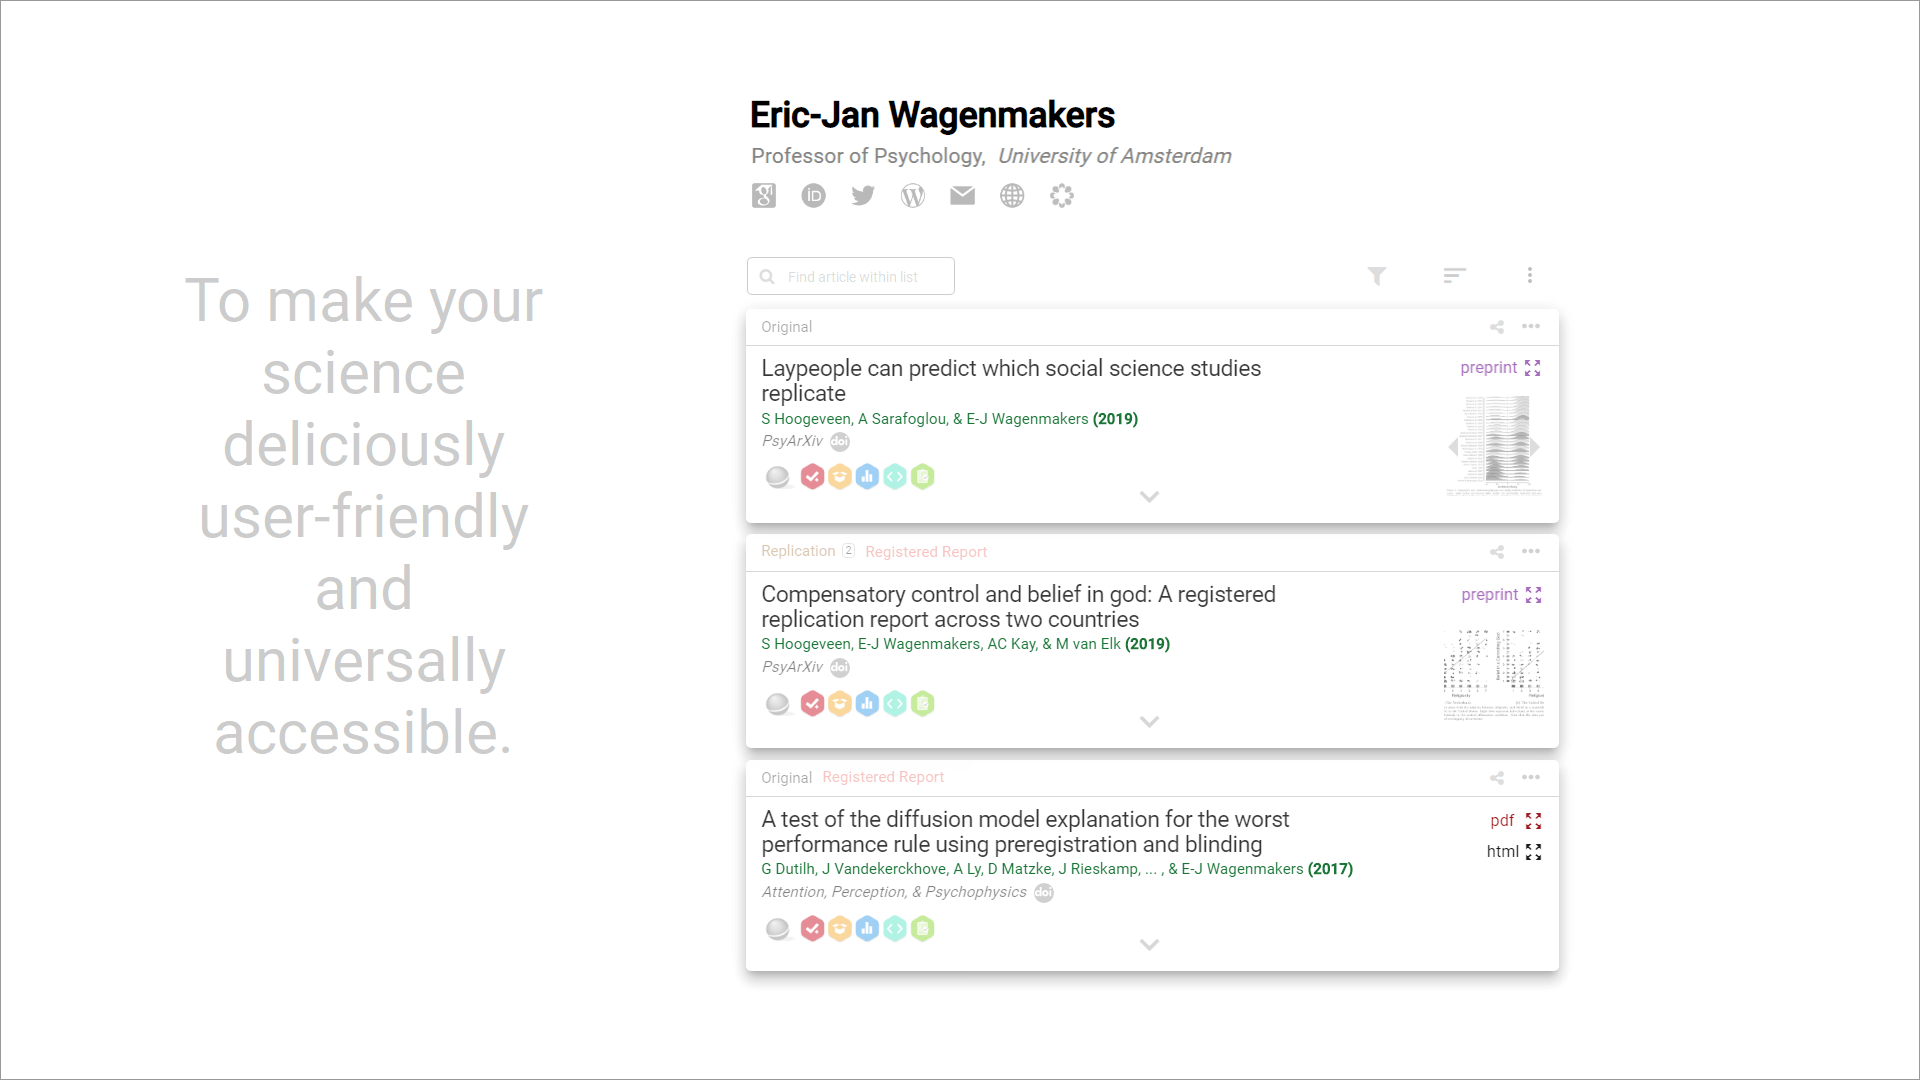 To make your
science
deliciously
user-friendly
and
universally
accessible.
Eric-Jan Wagenmakers
Professor of Psychology, University of Amsterdam
Find article within list
Original
Laypeople can predict which social science studies
replicate
S Hoogeveen, A Sarafoglou, & E-J Wagenmakers (2019)
PsyArXiv doi
preprint
Replication 2 Registered Report
Compensatory control and belief in god: A registered
replication report across two countries
S Hoogeveen, E-J Wagenmakers, AC Kay, & M van Elk (2019)
PsyArXiv doi
preprint
Original Registered Report
A test of the diffusion model explanation for the worst
performance rule using preregistration and blinding
G Dutilh, J Vandekerckhove, A Ly, D Matzke, J Rieskamp, ... , & E-J Wagenmakers (2017)
Attention, Perception, & Psychophysics doi
pdf
html